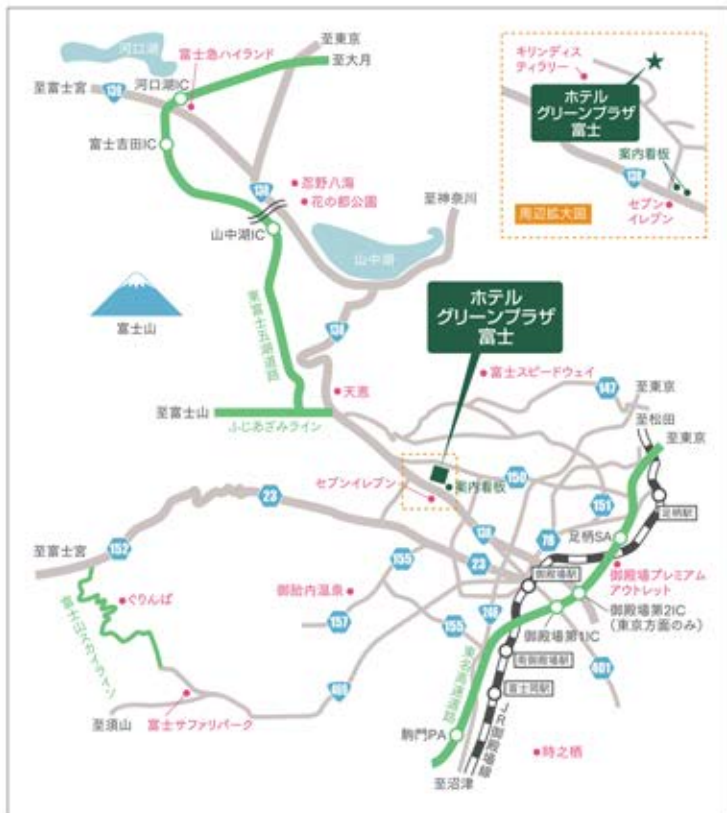 河口湖
富士急ハイランド
至東京
至大月
至富士宮
138
河口湖IC
富士吉田IC
138
忍野八海
花の都公園
山中湖IC
至神奈川
山中湖
キリンディス
ティラリー
ホテル
グリーンプラザ
富士
案内看板
138
セブン
イレブン
周辺拡大図
富士山
東富士五湖道路
138
ホテル
グリーンプラザ
富士
天恵
富士スピードウェイ
147
至東京
至松田
至東京
至富士山
ふじあざみライン
セブンイレブン
案内看板
150
23
151
足柄駅
138
78
足柄SA
152
至富士宮
155
23
御殿場駅
御殿場プレミアム
アウトレット
ぐりんぱ
御胎内温泉
157
155
246
御殿場第2IC
(東京方面のみ)
御殿場第1IC
富士山スカイライン
南御殿場駅
401
469
東名高速道路
富士岡駅
至須山
富士サファリパーク
駒門PA
JR御殿場線
時之栖
至沼津